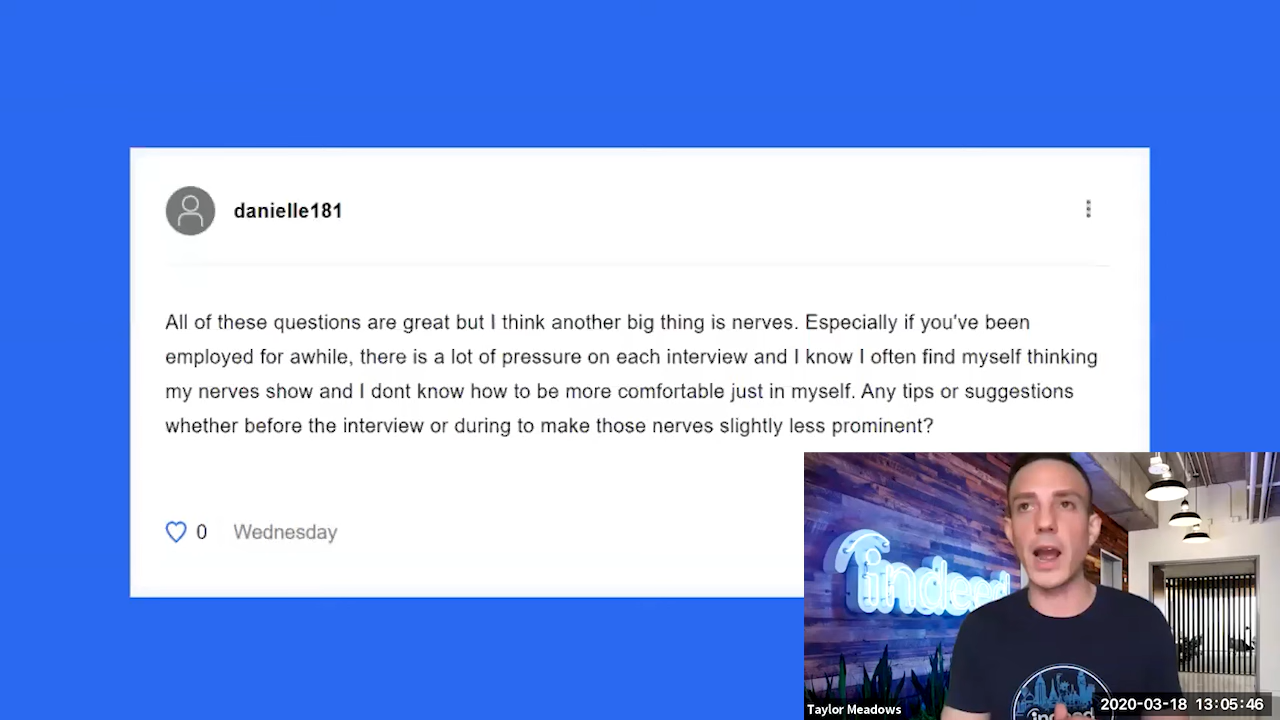 danielle181
All of these questions are great but I think another big thing is nerves. Especially if you've been
employed for awhile, there is a lot of pressure on each interview and I know I often find myself thinking
my nerves show and I dont know how to be more comfortable just in myself. Any tips or suggestions
whether before the interview or during to make those nerves slightly less prominent?
0 Wednesday
indeed
indeed
Taylor Meadows
2020-03-18 13:05:46